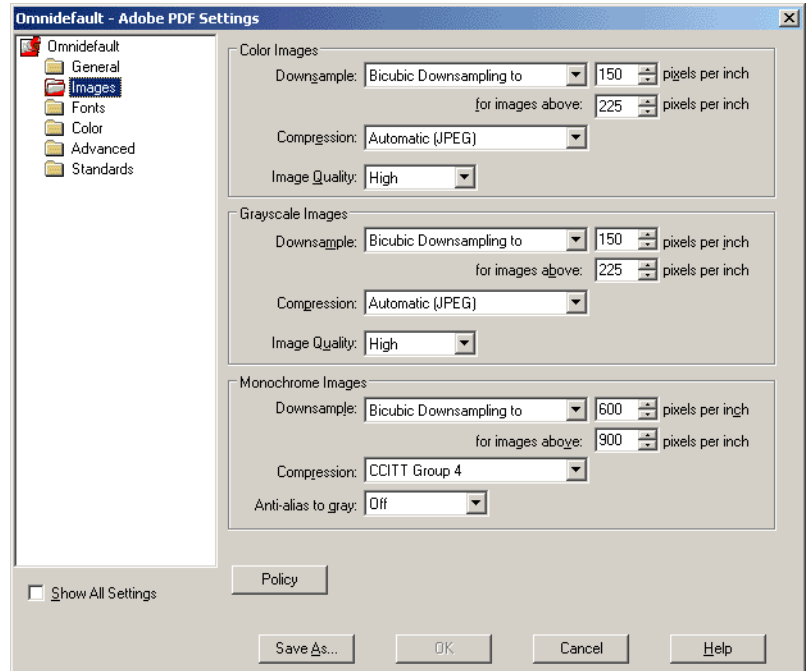 Omnidefault - Adobe PDF Settings
Omnidefault
General
Images
Fonts
Color
Advanced
Standards
Show All Settings
Color Images
Downsample: Bicubic Downsampling to 150 pixels per inch
for images above: 225 pixels per inch
Compression: Automatic (JPEG)
Image Quality: High
Grayscale Images
Downsample: Bicubic Downsampling to 150 pixels per inch
for images above: 225 pixels per inch
Compression: Automatic (JPEG)
Image Quality: High
Monochrome Images
Downsample: Bicubic Downsampling to 600 pixels per inch
for images above: 900 pixels per inch
Compression: CCITT Group 4
Anti-alias to gray: Off
Policy
Save As... OK Cancel Help